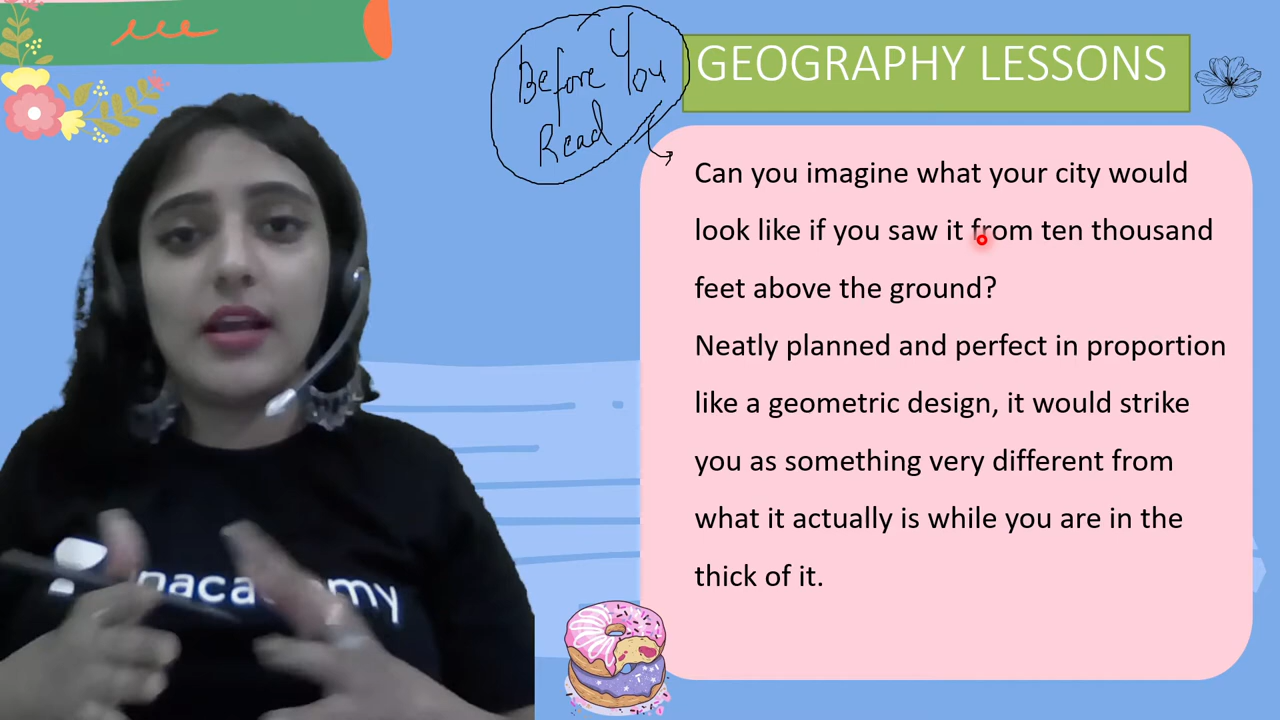 Before You
Read
GEOGRAPHY LESSONS
Can you imagine what your city would
look like if you saw it from ten thousand
feet above the ground?
Neatly planned and perfect in proportion
like a geometric design, it would strike
you as something very different from
what it actually is while you are in the
thick of it.